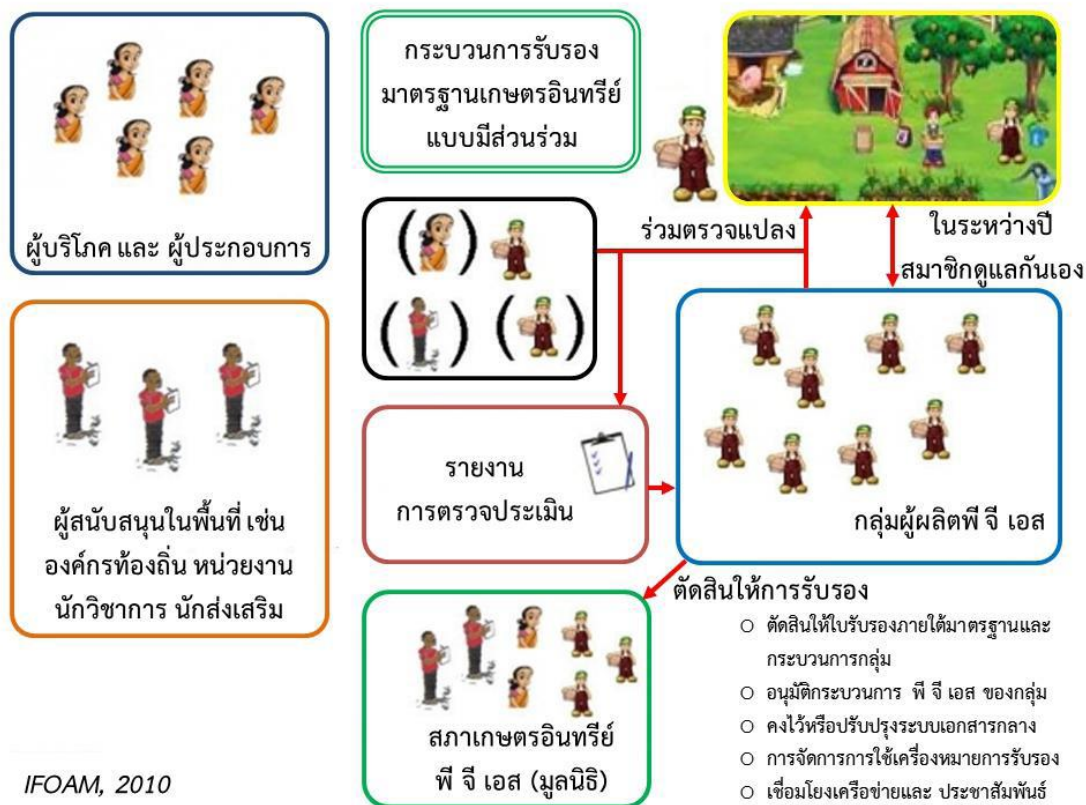 กระบวนการรับรอง
มาตรฐานเกษตรอินทรีย์
แบบมีส่วนร่วม
ผู้บริโภค และ ผู้ประกอบการ
ร่วมตรวจแปลง
ในระหว่างปี
สมาชิกดูแลกันเอง
ผู้สนับสนุนในพื้นที่ เช่น
องค์กรท้องถิ่น หน่วยงาน
นักวิชาการ นักส่งเสริม
รายงาน
การตรวจประเมิน
กลุ่มผู้ผลิตพี จี เอส
ตัดสินให้การรับรอง
○ ตัดสินให้ใบรับรองภายใต้มาตรฐานและ
กระบวนการกลุ่ม
○ อนุมัติกระบวนการ พี จี เอส ของกลุ่ม
○ คงไว้หรือปรับปรุงระบบเอกสารกลาง
○ การจัดการการใช้เครื่องหมายการรับรอง
○ เชื่อมโยงเครือข่ายและ ประชาสัมพันธ์
สภาเกษตรอินทรีย์
พี จี เอส (มูลนิธิ)
IFOAM, 2010